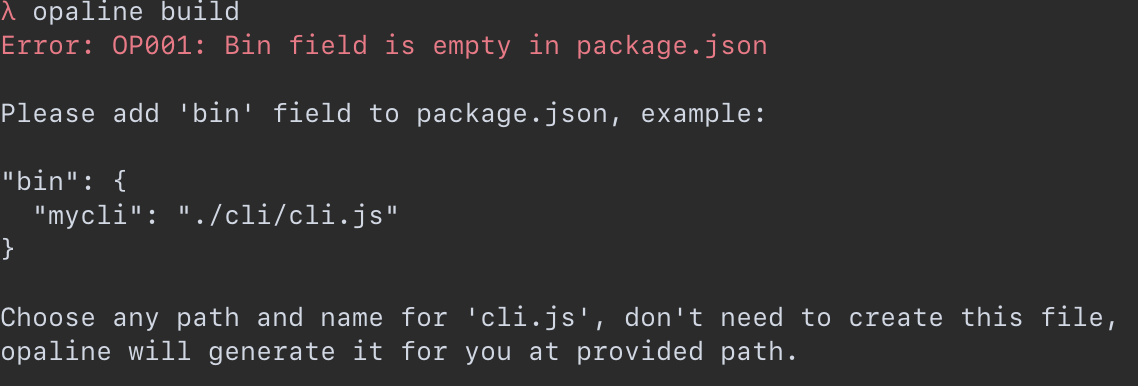 λ opaline build
Error: OP001: Bin field is empty in package.json
Please add 'bin' field to package.json, example:
"bin": {
  "mycli": "./cli/cli.js"
}
Choose any path and name for 'cli.js', don't need to create this file,
opaline will generate it for you at provided path.